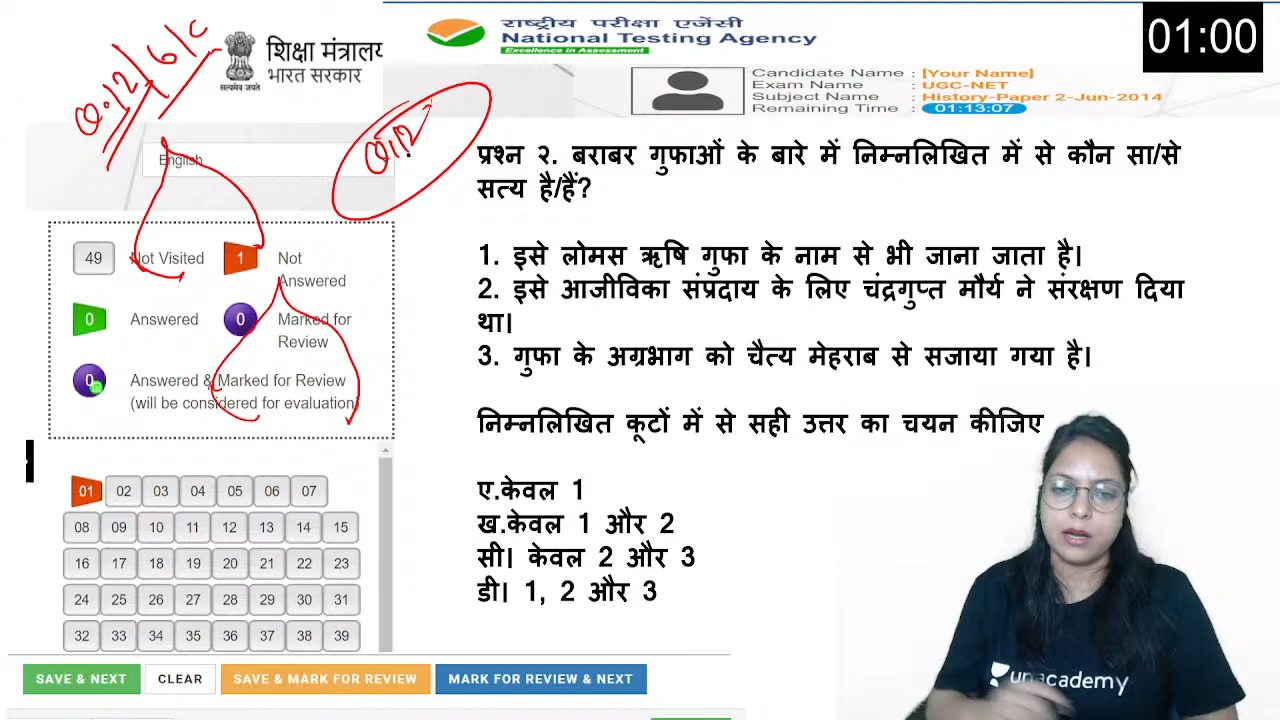 शिक्षा मंत्रालय
भारत सरकार
सत्यमेव जयते
राष्ट्रीय परीक्षा एजेंसी
National Testing Agency
Excellence in Assessment
01:00
Candidate Name : [Your Name]
Exam Name : UGC-NET
Subject Name : History-Paper 2-Jun-2014
Remaining Time : 01:13:07
Q.12/6/c
Q.12
English
49 Not Visited 1 Not Answered
0 Answered 0 Marked for Review
0 Answered & Marked for Review
(will be considered for evaluation)
01 02 03 04 05 06 07
08 09 10 11 12 13 14 15
16 17 18 19 20 21 22 23
24 25 26 27 28 29 30 31
32 33 34 35 36 37 38 39
प्रश्न २. बराबर गुफाओं के बारे में निम्नलिखित में से कौन सा/से
सत्य है/हैं?
1. इसे लोमस ऋषि गुफा के नाम से भी जाना जाता है।
2. इसे आजीविका संप्रदाय के लिए चंद्रगुप्त मौर्य ने संरक्षण दिया
था।
3. गुफा के अग्रभाग को चैत्य मेहराब से सजाया गया है।
निम्नलिखित कूटों में से सही उत्तर का चयन कीजिए
ए.केवल 1
ख.केवल 1 और 2
सी। केवल 2 और 3
डी। 1, 2 और 3
SAVE & NEXT CLEAR SAVE & MARK FOR REVIEW MARK FOR REVIEW & NEXT
unacademy